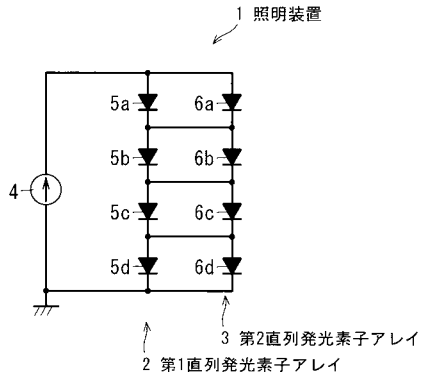 1 照明装置
5a
6a
5b
6b
4
5c
6c
5d
6d
3 第2直列発光素子アレイ
2 第1直列発光素子アレイ